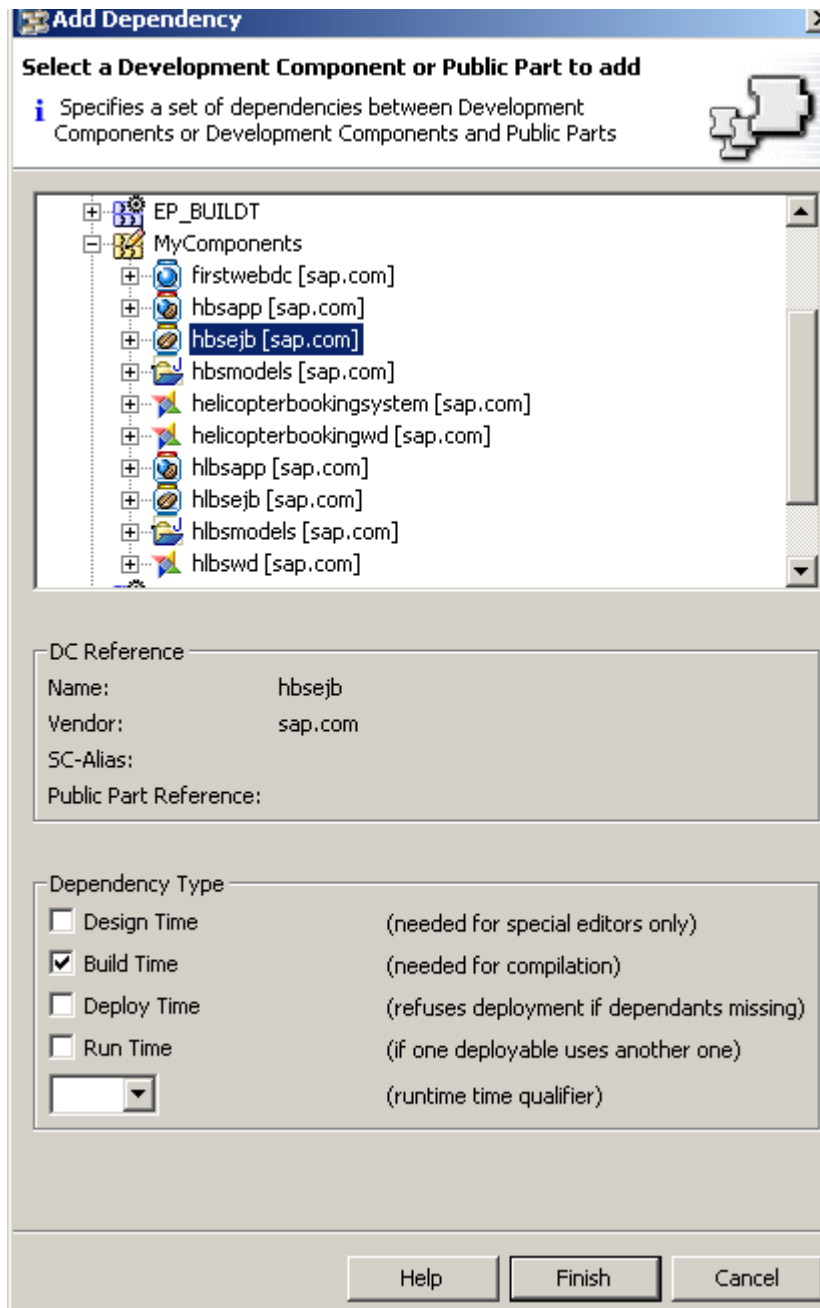 Add Dependency
Select a Development Component or Public Part to add
i Specifies a set of dependencies between Development
Components or Development Components and Public Parts
EP_BUILDT
MyComponents
firstwebdc [sap.com]
hbsapp [sap.com]
hbsejb [sap.com]
hbsmodels [sap.com]
helicopterbookingsystem [sap.com]
helicopterbookingwd [sap.com]
hlbsapp [sap.com]
hlbsejb [sap.com]
hlbsmodels [sap.com]
hlbswd [sap.com]
DC Reference
Name: hbsejb
Vendor: sap.com
SC-Alias:
Public Part Reference:
Dependency Type
Design Time (needed for special editors only)
Build Time (needed for compilation)
Deploy Time (refuses deployment if dependants missing)
Run Time (if one deployable uses another one)
(runtime time qualifier)
Help Finish Cancel